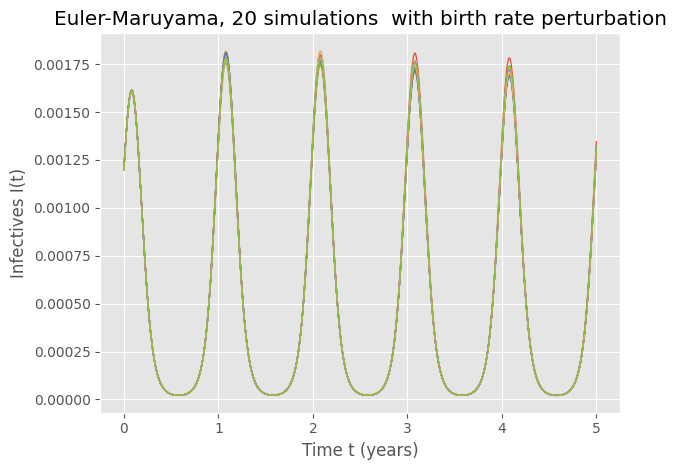 Euler-Maruyama, 20 simulations  with birth rate perturbation
Infectives I(t)
0.00175
0.00150
0.00125
0.00100
0.00075
0.00050
0.00025
0.00000
0 1 2 3 4 5
Time t (years)